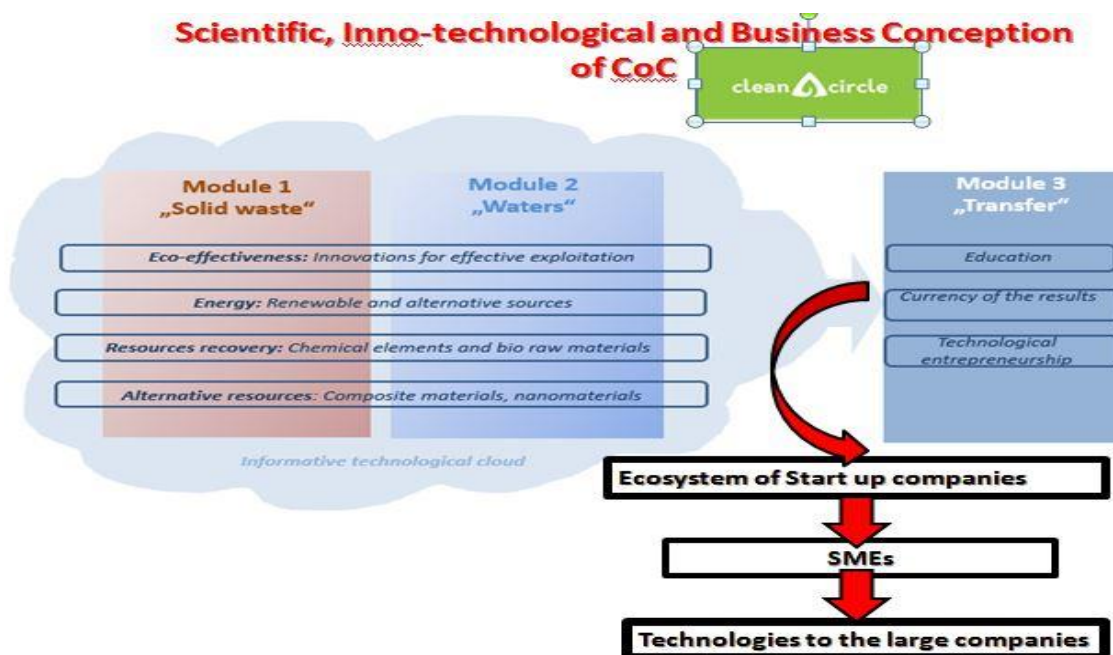 Scientific, Inno-technological and Business Conception
of CoC
clean circle
Module 1
„Solid waste“
Module 2
„Waters“
Module 3
„Transfer“
Eco-effectiveness: Innovations for effective exploitation
Energy: Renewable and alternative sources
Resources recovery: Chemical elements and bio raw materials
Alternative resources: Composite materials, nanomaterials
Informative technological cloud
Education
Currency of the results
Technological
entrepreneurship
Ecosystem of Start up companies
SMEs
Technologies to the large companies